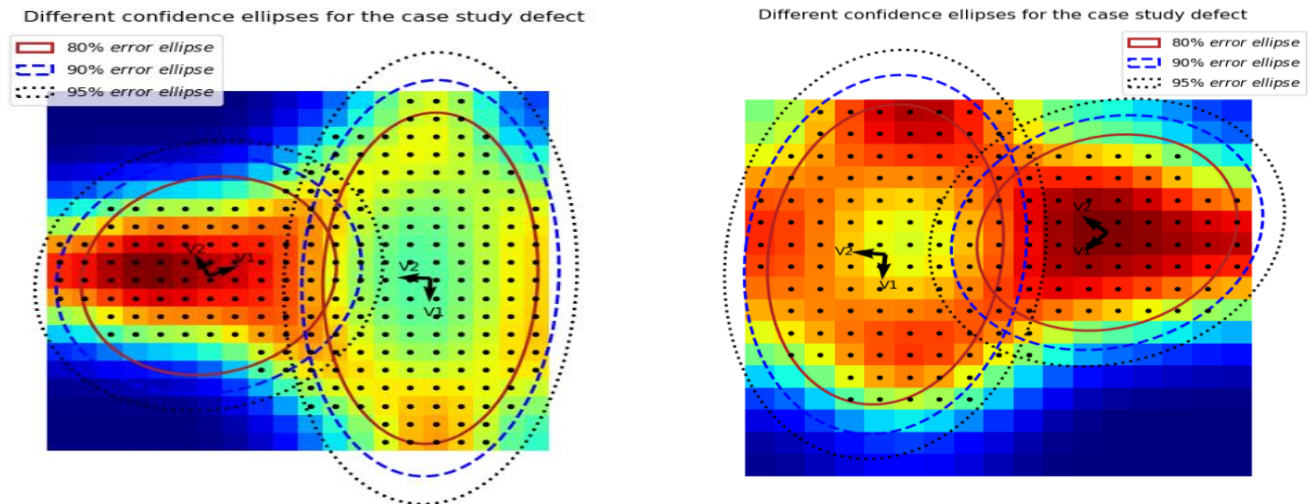 Different confidence ellipses for the case study defect
80% error ellipse
90% error ellipse
95% error ellipse
V2
V1
V2
V1
Different confidence ellipses for the case study defect
80% error ellipse
90% error ellipse
95% error ellipse
V2
V1
V2
V1